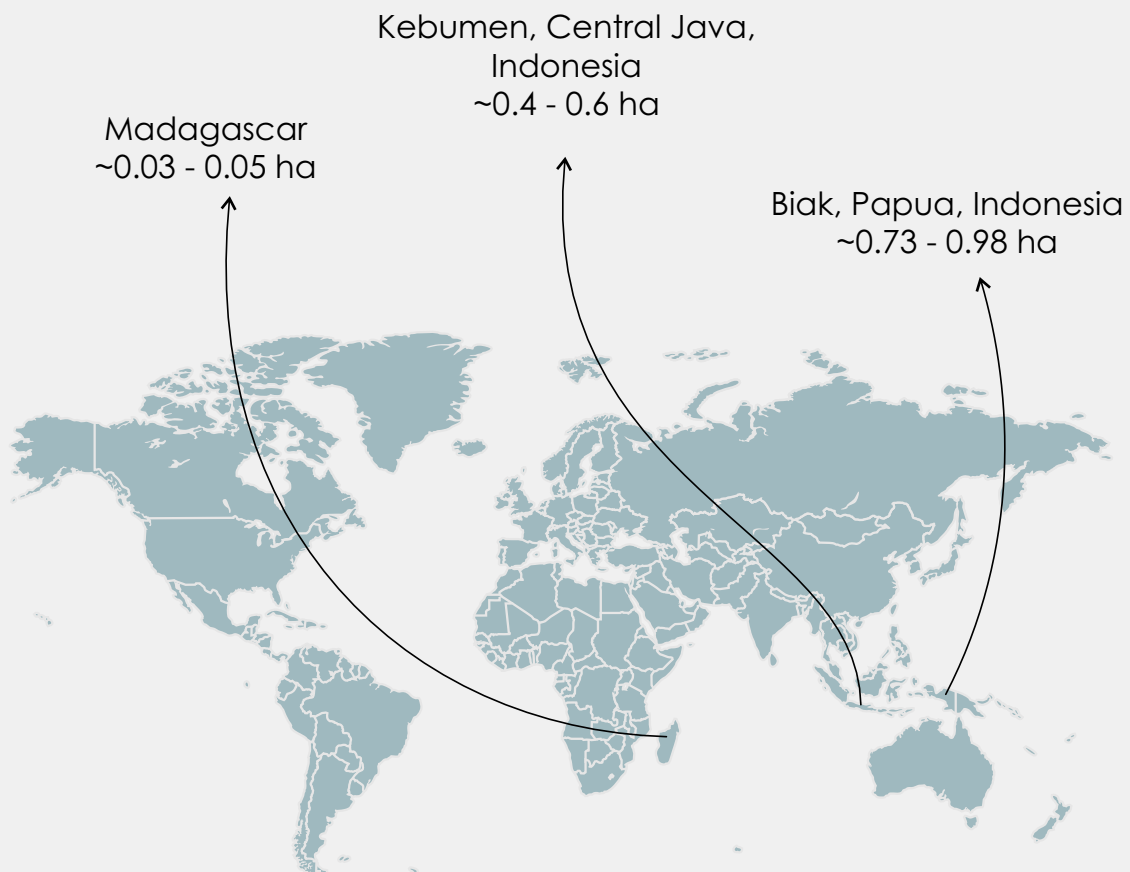 Kebumen, Central Java,
Indonesia
~0.4 - 0.6 ha
Madagascar
~0.03 - 0.05 ha
Biak, Papua, Indonesia
~0.73 - 0.98 ha